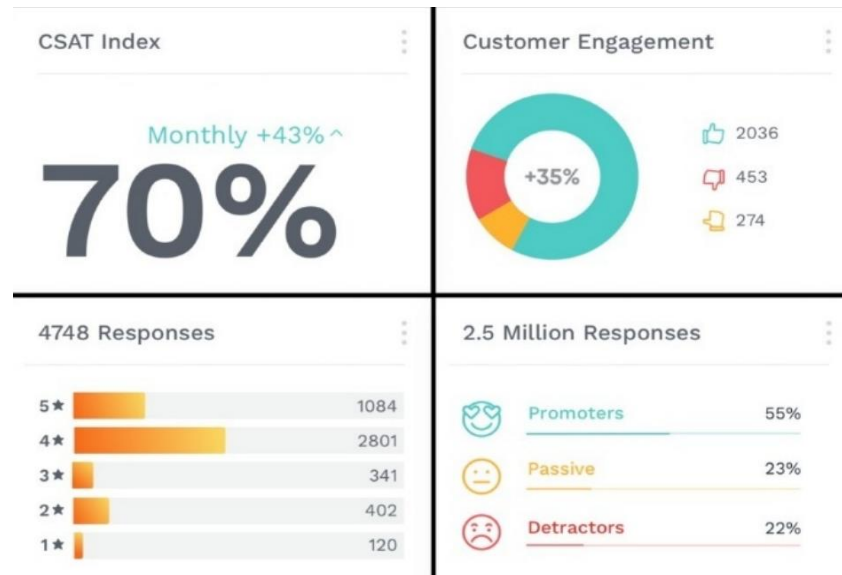 CSAT Index
Monthly +43% ^
70%
Customer Engagement
+35%
2036
453
274
4748 Responses
5★ 1084
4★ 2801
3★ 341
2★ 402
1★ 120
2.5 Million Responses
Promoters 55%
Passive 23%
Detractors 22%